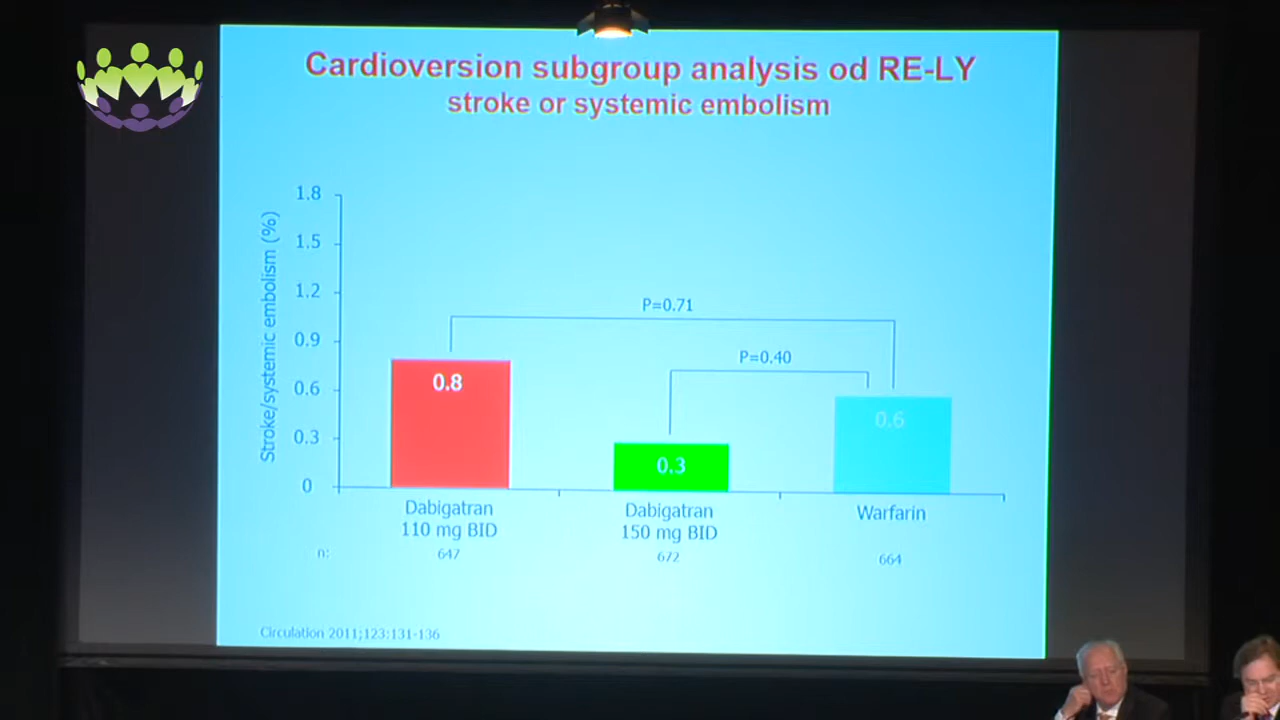 Cardioversion subgroup analysis od RE-LY
stroke or systemic embolism
Stroke/systemic embolism (%)
1.8
1.5
1.2
0.9
0.6
0.3
0
P=0.71
P=0.40
0.8
0.3
0.6
Dabigatran
110 mg BID
Dabigatran
150 mg BID
Warfarin
n:
647
672
664
Circulation 2011;123:131-136